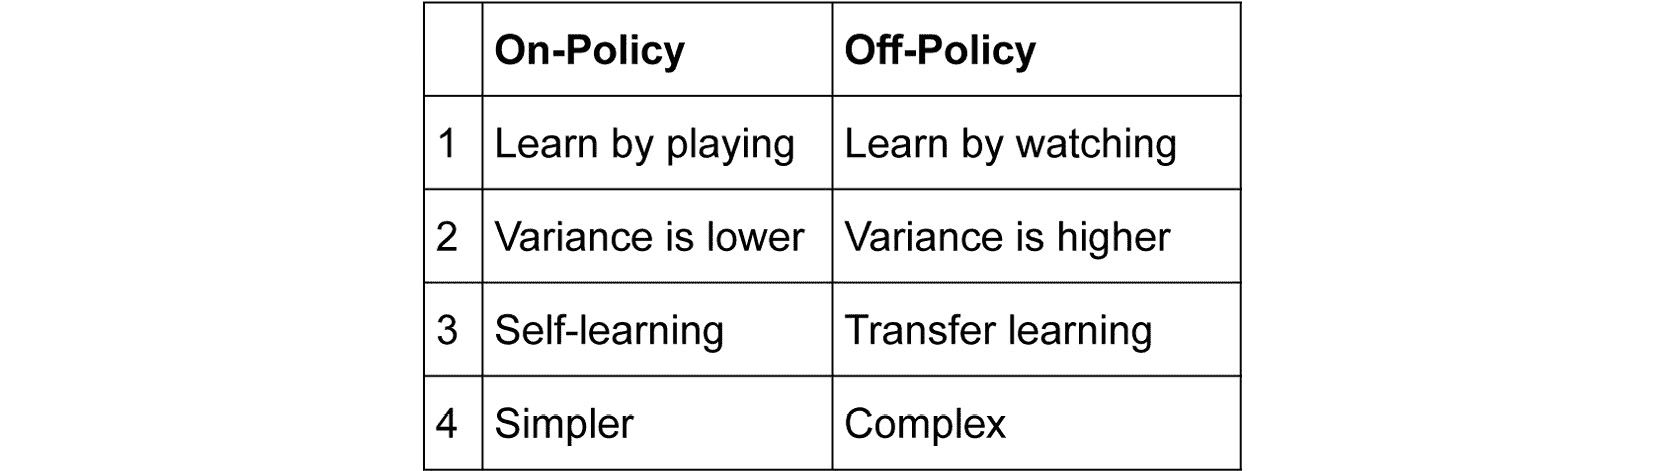 On-Policy Off-Policy
1 Learn by playing Learn by watching
2 Variance is lower Variance is higher
3 Self-learning Transfer learning
4 Simpler Complex